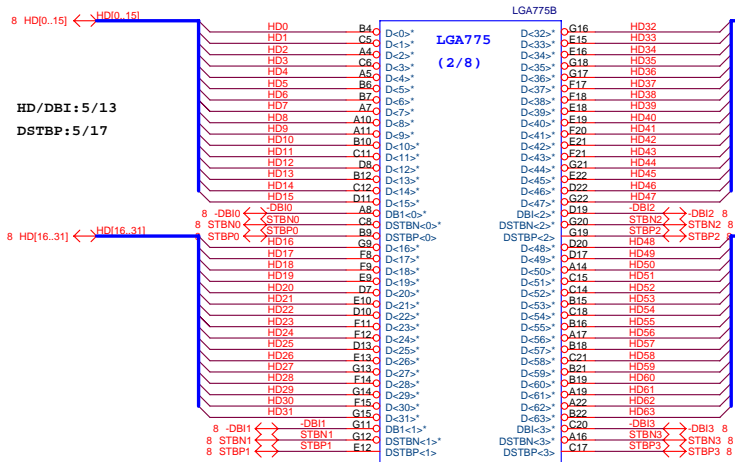 LGA775B
8 HD[0..15] HD[0..15]
LGA775
(2/8)
HD/DBI:5/13
DSTBP:5/17
HD0 B4 D<0>* D<32>* G16 HD32
HD1 C5 D<1>* D<33>* E15 HD33
HD2 A4 D<2>* D<34>* E16 HD34
HD3 C6 D<3>* D<35>* G18 HD35
HD4 A5 D<4>* D<36>* G17 HD36
HD5 B6 D<5>* D<37>* F17 HD37
HD6 B7 D<6>* D<38>* F18 HD38
HD7 A7 D<7>* D<39>* E18 HD39
HD8 A10 D<8>* D<40>* E19 HD40
HD9 A11 D<9>* D<41>* F20 HD41
HD10 B10 D<10>* D<42>* E21 HD42
HD11 C11 D<11>* D<43>* F21 HD43
HD12 D8 D<12>* D<44>* G21 HD44
HD13 B12 D<13>* D<45>* E22 HD45
HD14 C12 D<14>* D<46>* D22 HD46
HD15 D11 D<15>* D<47>* G22 HD47
8 -DBI0 -DBI0 A8 DB1<0>* DBI<2>* D19 -DBI2 -DBI2 8
8 STBN0 STBN0 C8 DSTBN<0>* DSTBN<2>* G20 STBN2 STBN2 8
8 STBP0 STBP0 B9 DSTBP<0> DSTBP<2> G19 STBP2 STBP2 8
8 HD[16..31] HD[16..31]
HD16 G9 D<16>* D<48>* D20 HD48
HD17 F8 D<17>* D<49>* D17 HD49
HD18 F9 D<18>* D<50>* A14 HD50
HD19 E9 D<19>* D<51>* C15 HD51
HD20 D7 D<20>* D<52>* C14 HD52
HD21 E10 D<21>* D<53>* B15 HD53
HD22 D10 D<22>* D<54>* C18 HD54
HD23 F11 D<23>* D<55>* B16 HD55
HD24 F12 D<24>* D<56>* A17 HD56
HD25 D13 D<25>* D<57>* B18 HD57
HD26 E13 D<26>* D<58>* C21 HD58
HD27 G13 D<27>* D<59>* B21 HD59
HD28 F14 D<28>* D<60>* B19 HD60
HD29 G14 D<29>* D<61>* A19 HD61
HD30 F15 D<30>* D<62>* A22 HD62
HD31 G15 D<31>* D<63>* B22 HD63
8 -DBI1 -DBI1 G11 DB1<1>* DBI<3>* C20 -DBI3 -DBI3 8
8 STBN1 STBN1 G12 DSTBN<1>* DSTBN<3>* A16 STBN3 STBN3 8
8 STBP1 STBP1 E12 DSTBP<1> DSTBP<3> C17 STBP3 STBP3 8